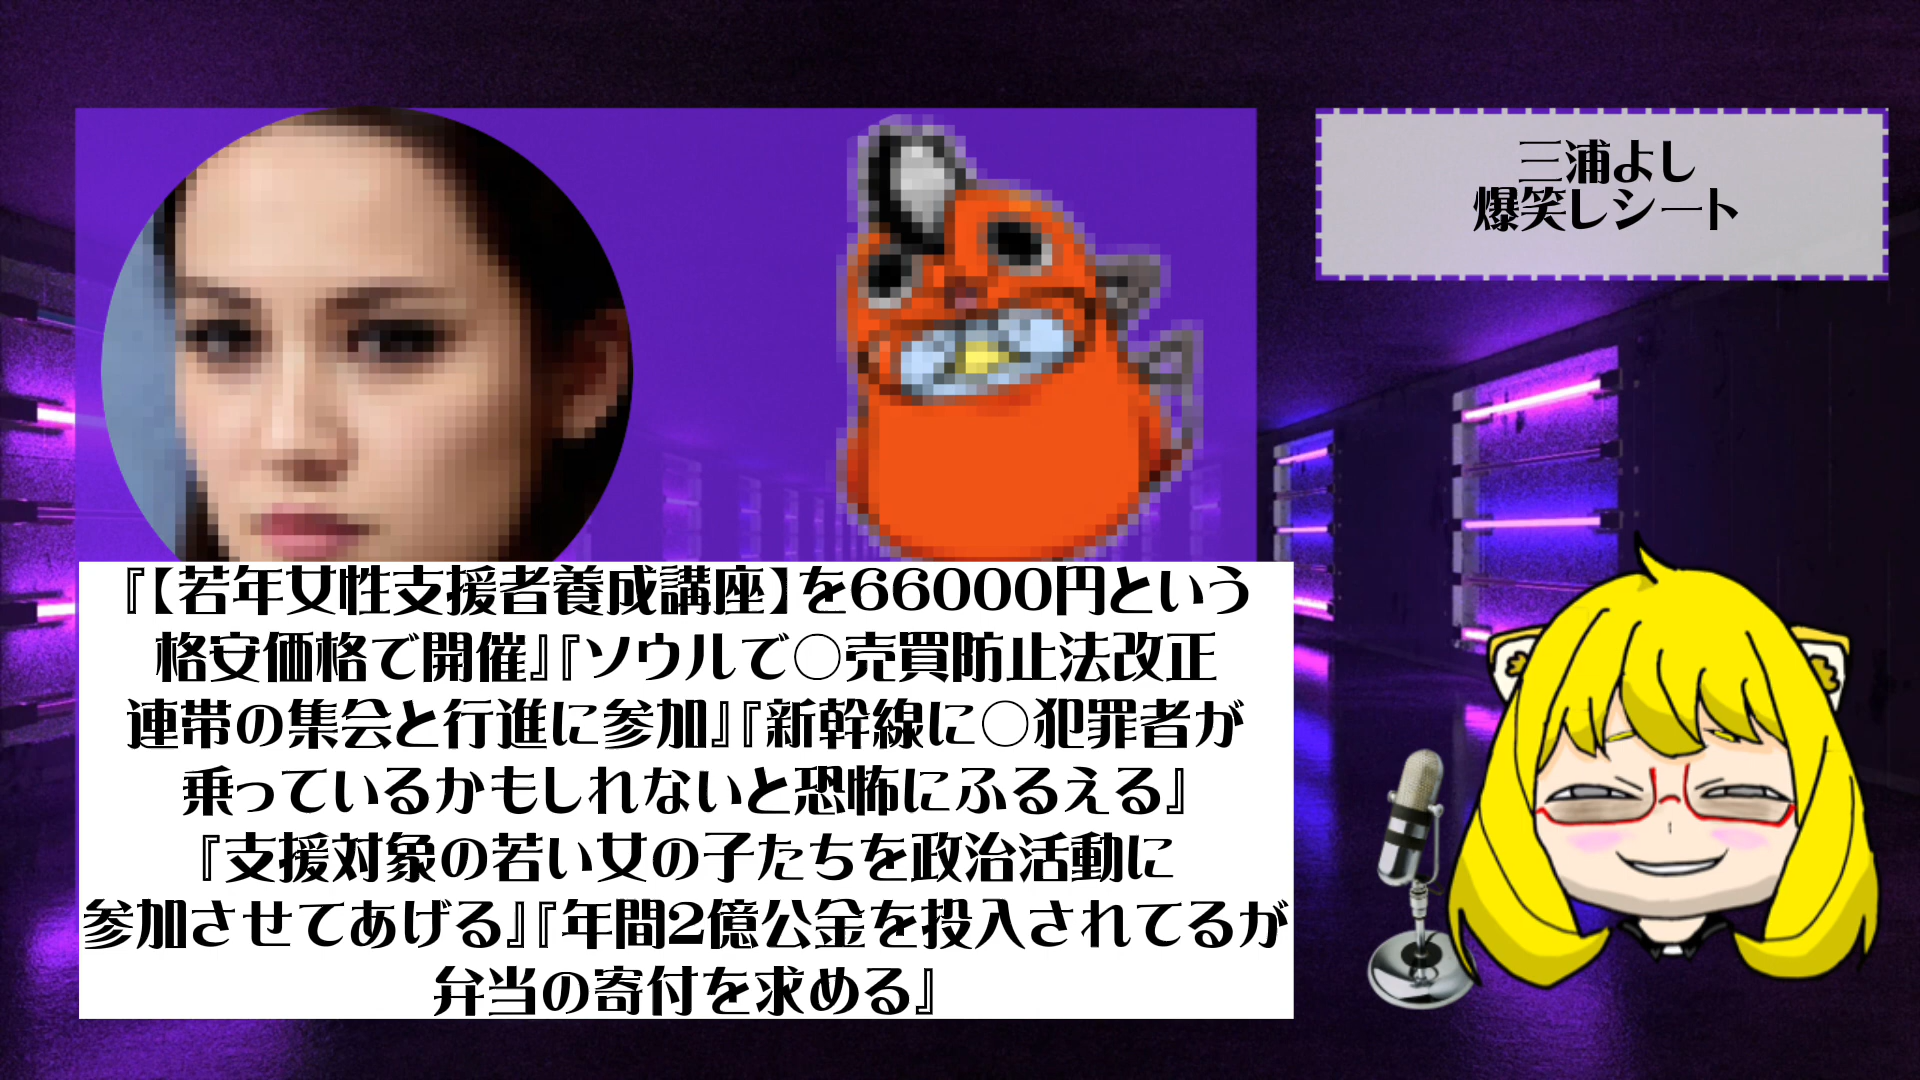 三浦よし
爆笑レシート
『【若年女性支援者養成講座】を66000円という
格安価格で開催』『ソウルで〇売買防止法改正
連帯の集会と行進に参加』『新幹線に〇犯罪者が
乗っているかもしれないと恐怖にふるえる』
『支援対象の若い女の子たちを政治活動に
参加させてあげる』『年間2億公金を投入されてるが
弁当の寄付を求める』